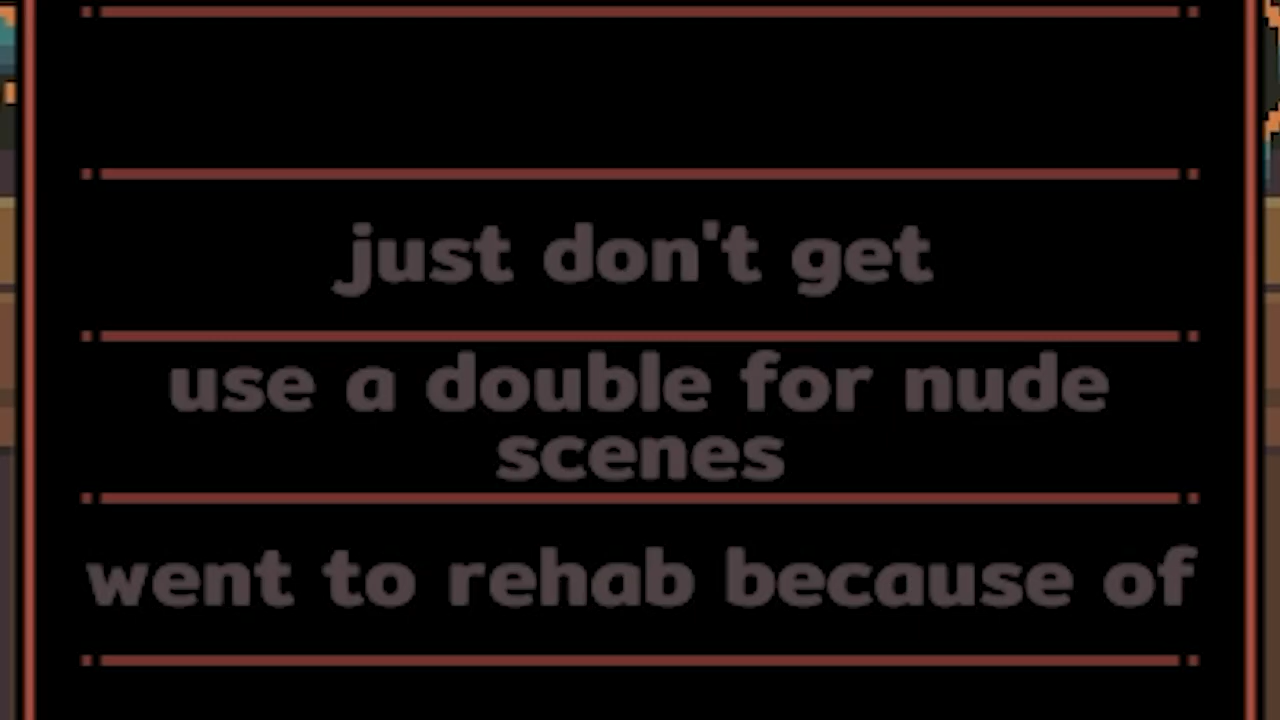 just don't get
use a double for nude
scenes
went to rehab because of